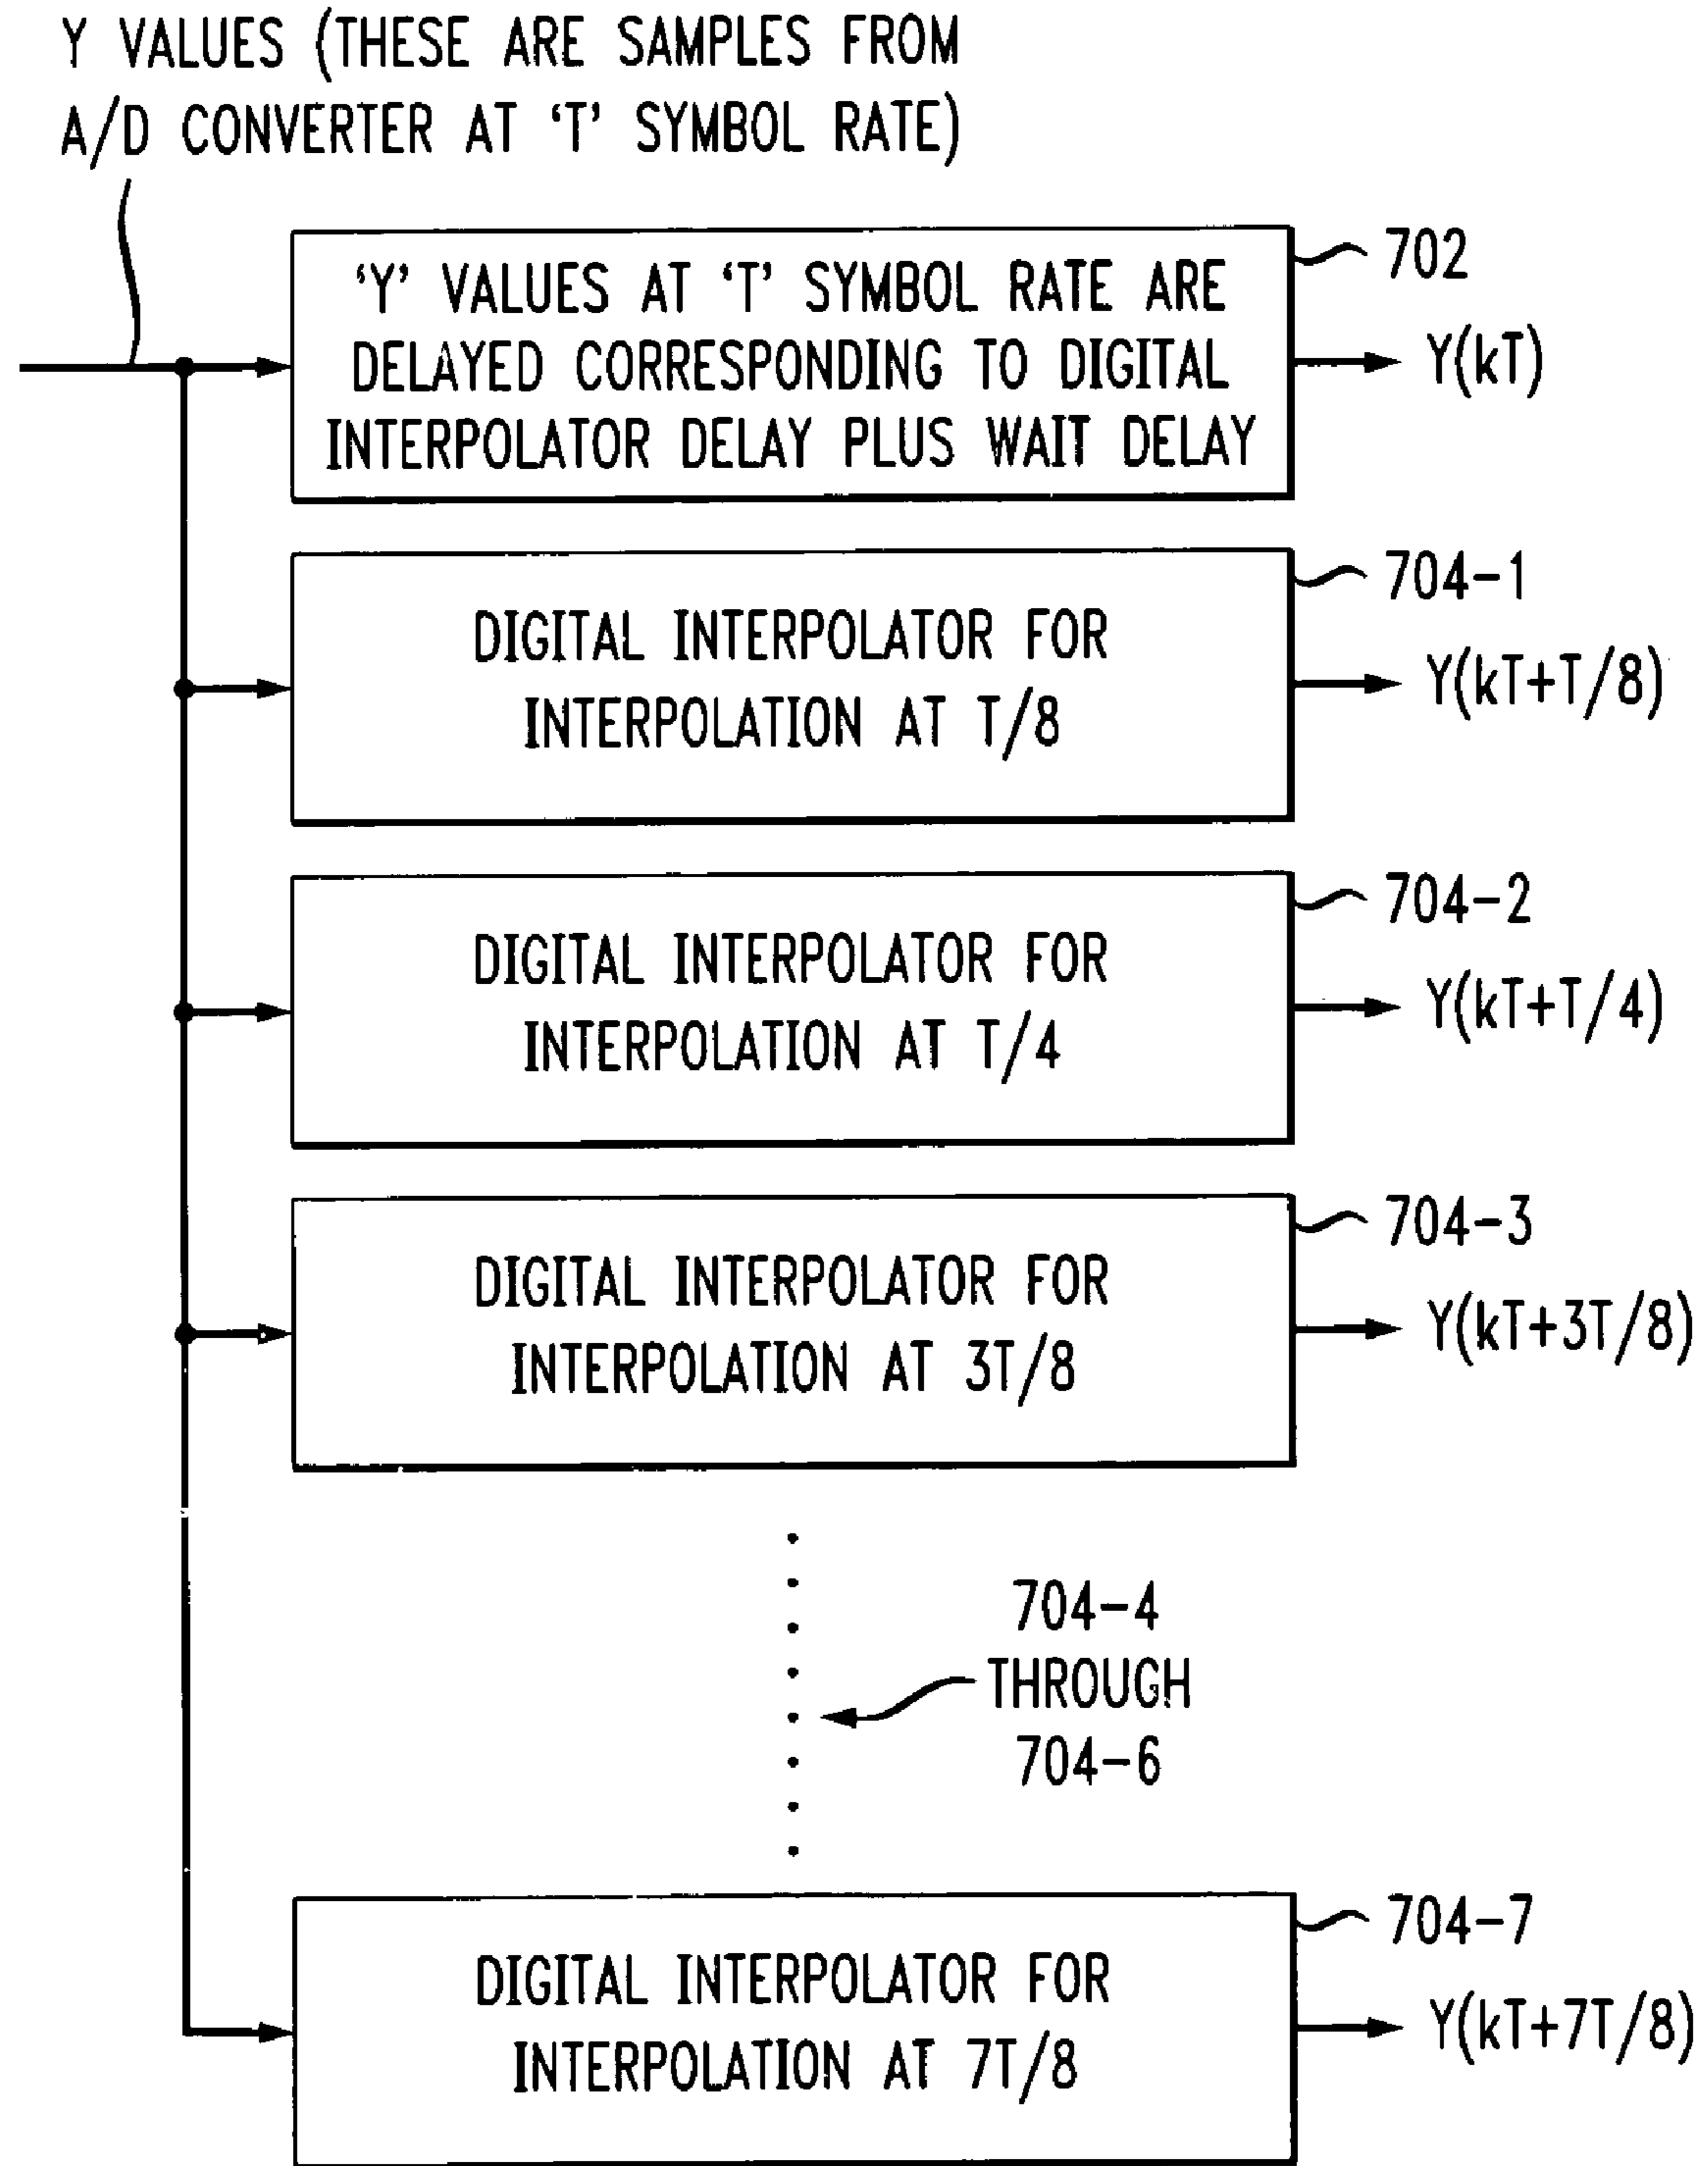 Y VALUES (THESE ARE SAMPLES FROM
A/D CONVERTER AT ‘T’ SYMBOL RATE)
702
‘Y’ VALUES AT ‘T’ SYMBOL RATE ARE
DELAYED CORRESPONDING TO DIGITAL
INTERPOLATOR DELAY PLUS WAIT DELAY
Y(kT)
704-1
DIGITAL INTERPOLATOR FOR
INTERPOLATION AT T/8
Y(kT+T/8)
704-2
DIGITAL INTERPOLATOR FOR
INTERPOLATION AT T/4
Y(kT+T/4)
704-3
DIGITAL INTERPOLATOR FOR
INTERPOLATION AT 3T/8
Y(kT+3T/8)
704-4
THROUGH
704-6
704-7
DIGITAL INTERPOLATOR FOR
INTERPOLATION AT 7T/8
Y(kT+7T/8)